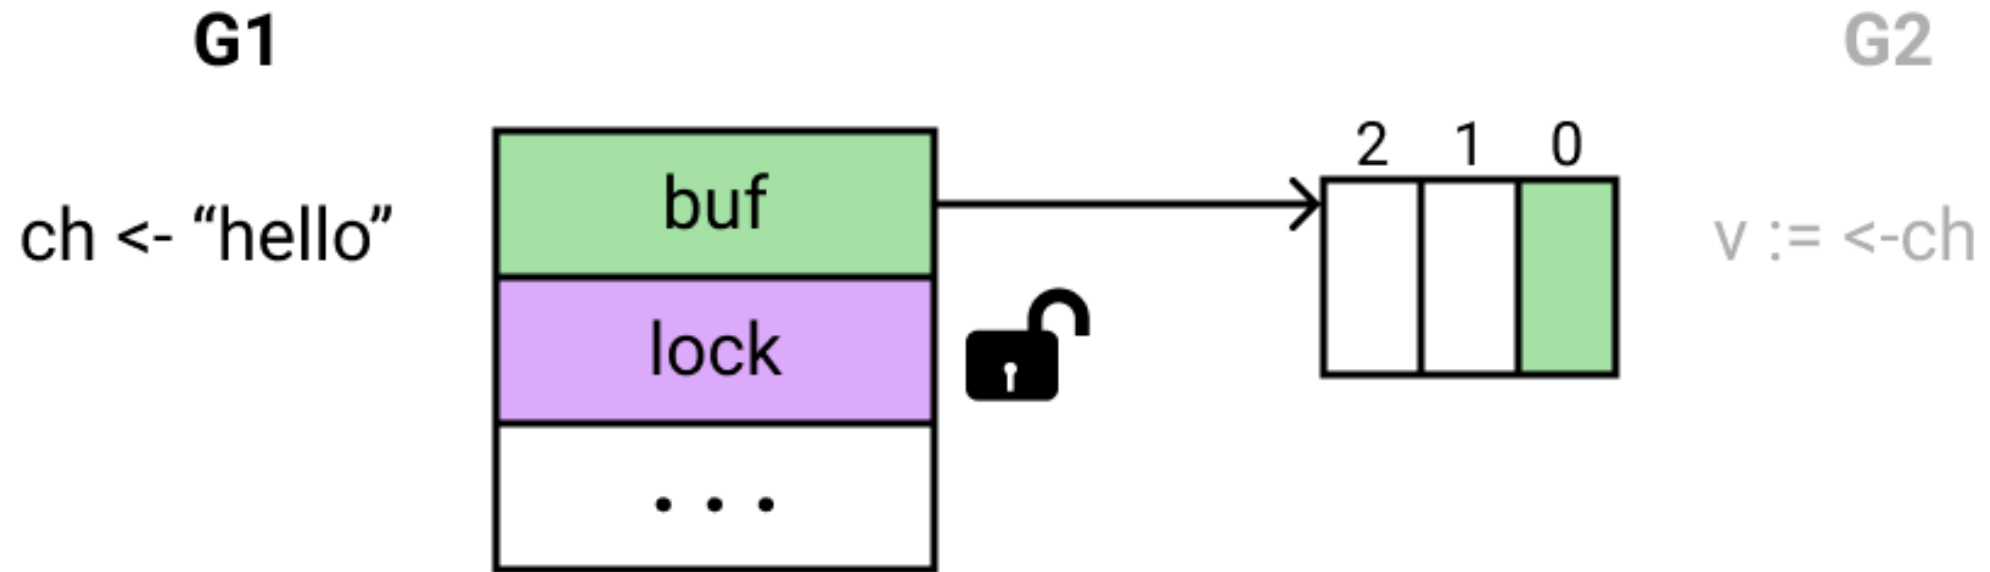 G1
G2
2 1 0
ch <- “hello”
buf
v := <-ch
lock
...